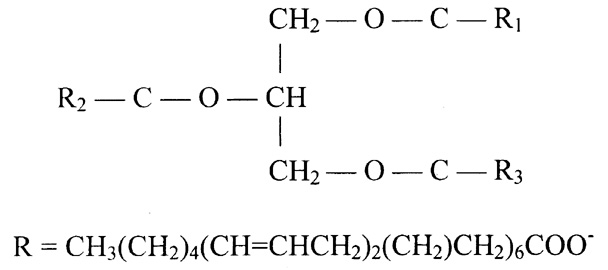 CH₂ — O — C — R₁
R₂ — C — O — CH
CH₂ — O — C — R₃
R = CH₃(CH₂)₄(CH=CHCH₂)₂(CH₂)CH₂)₆COO⁻